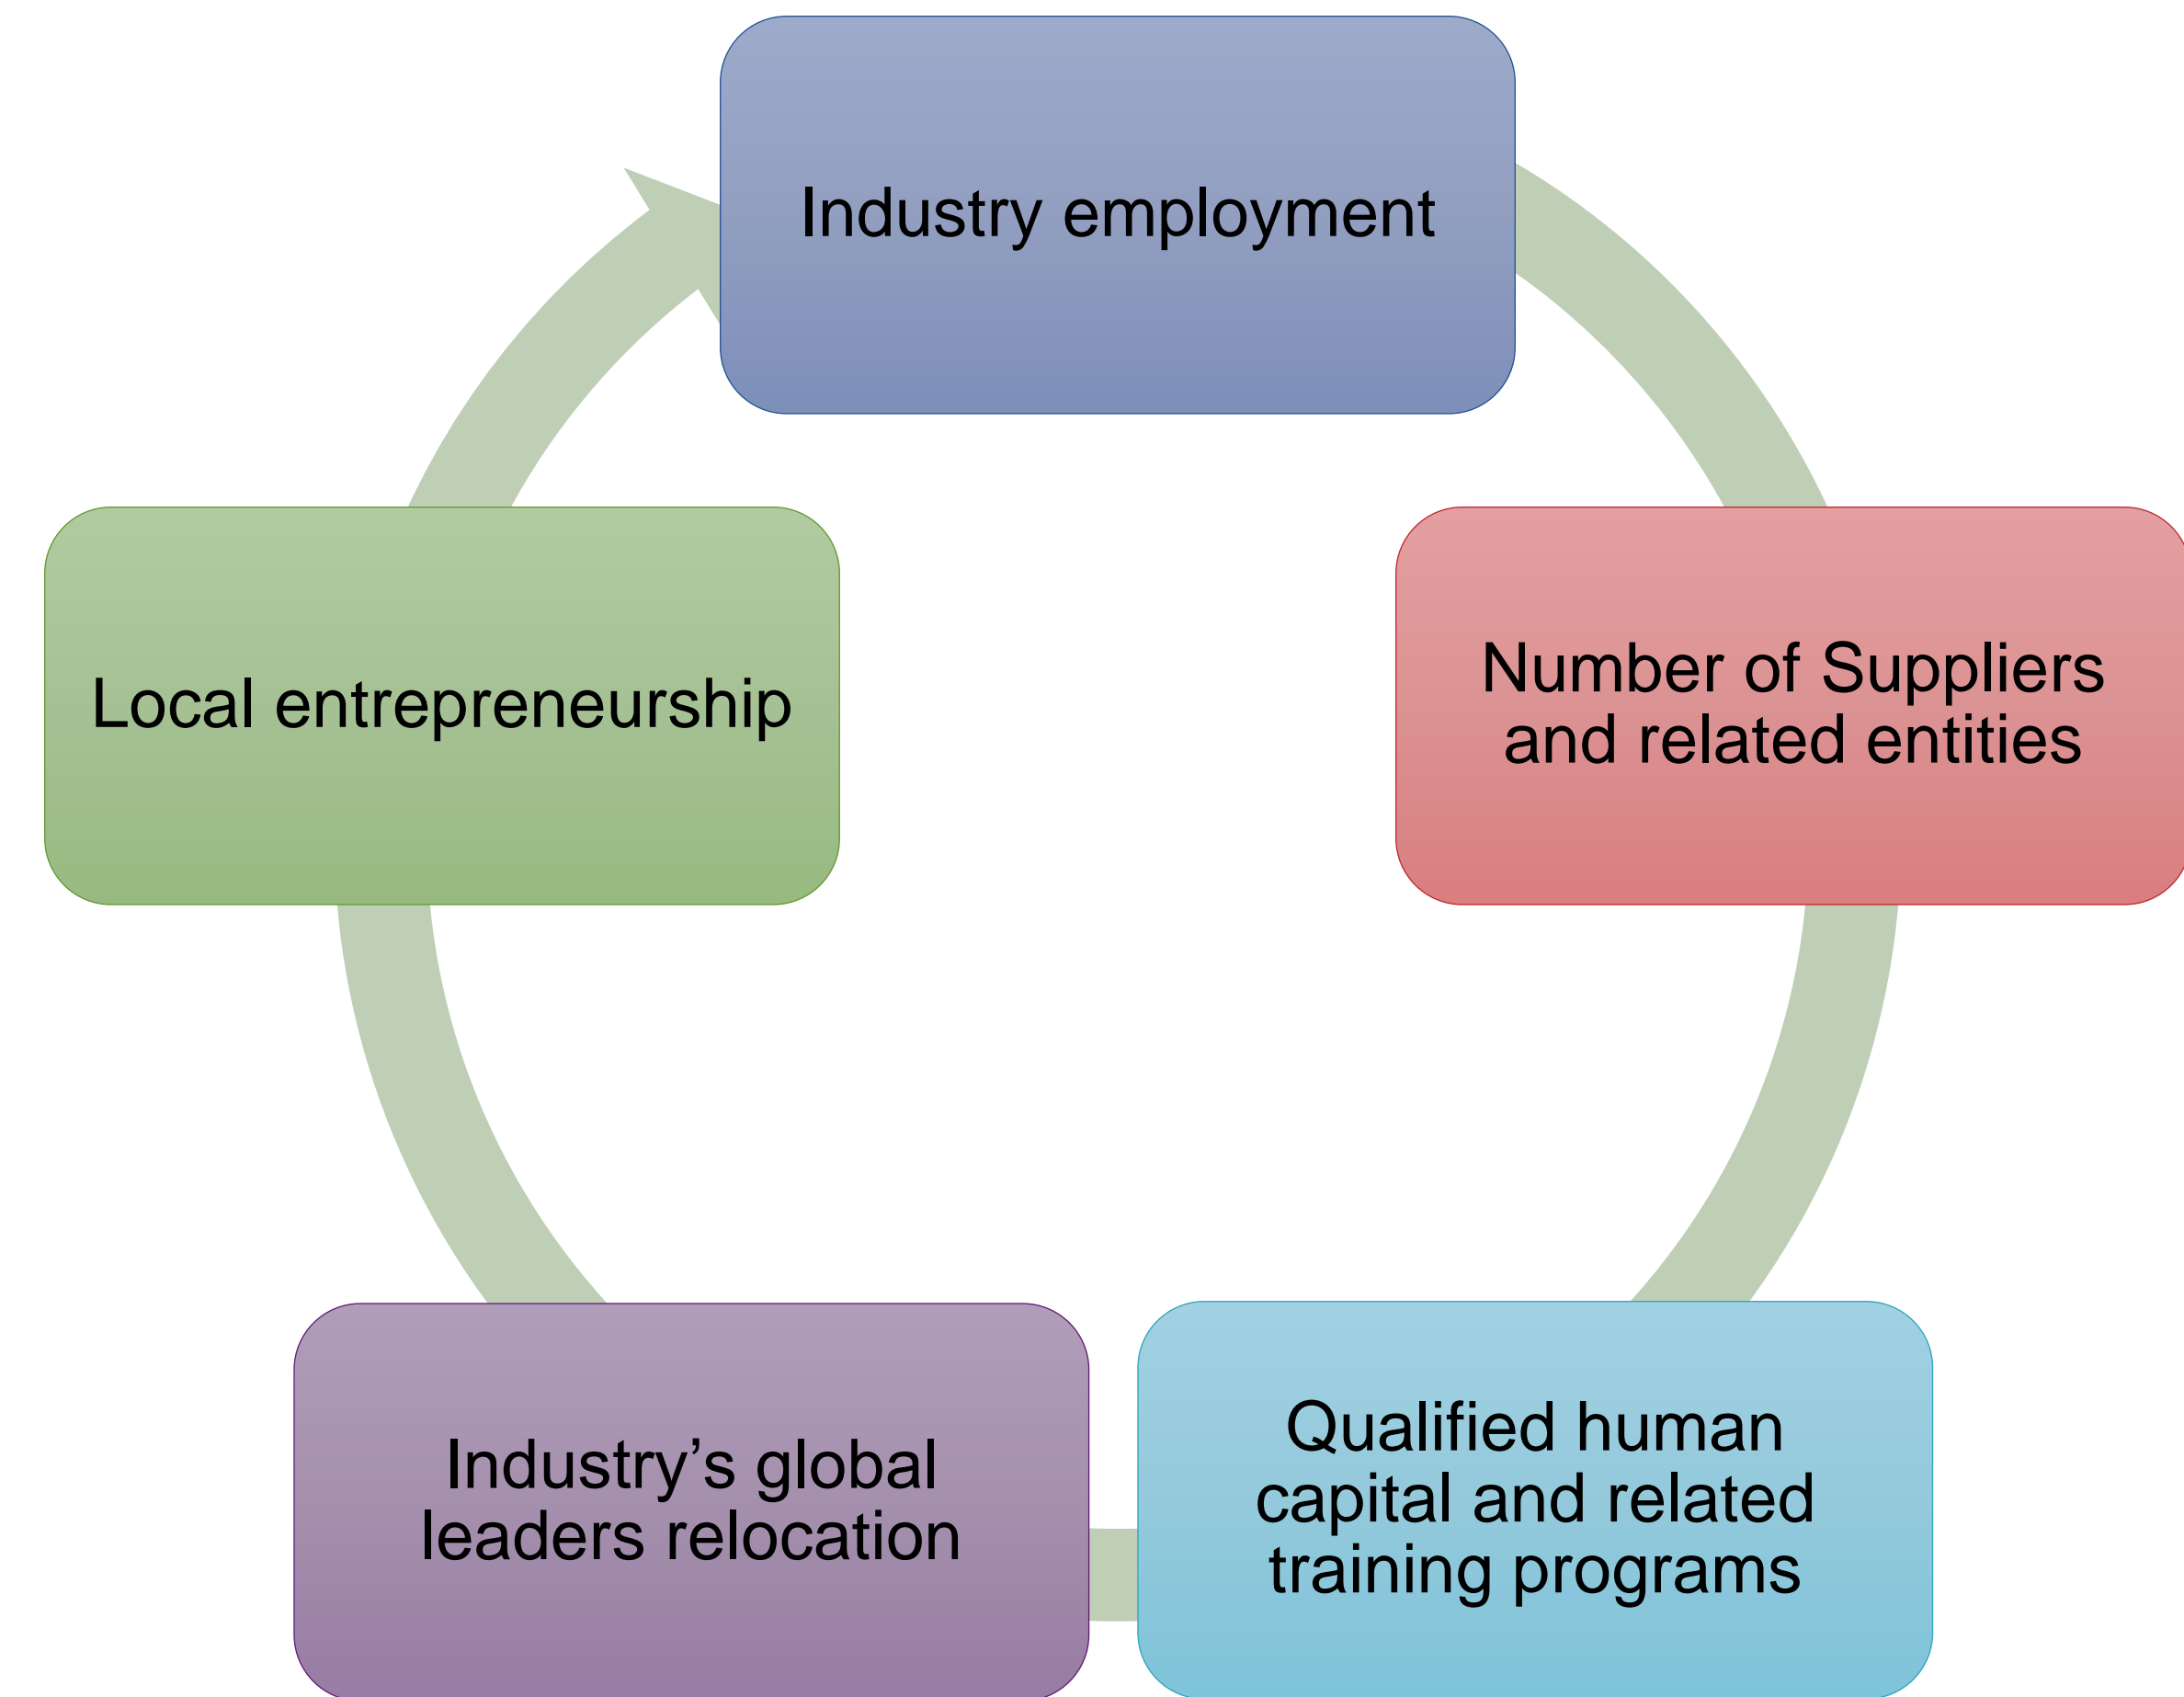 Industry employment
Number of Suppliers
and related entities
Qualified human
capital and related
training programs
Industry’s global
leaders relocation
Local entrepreneurship